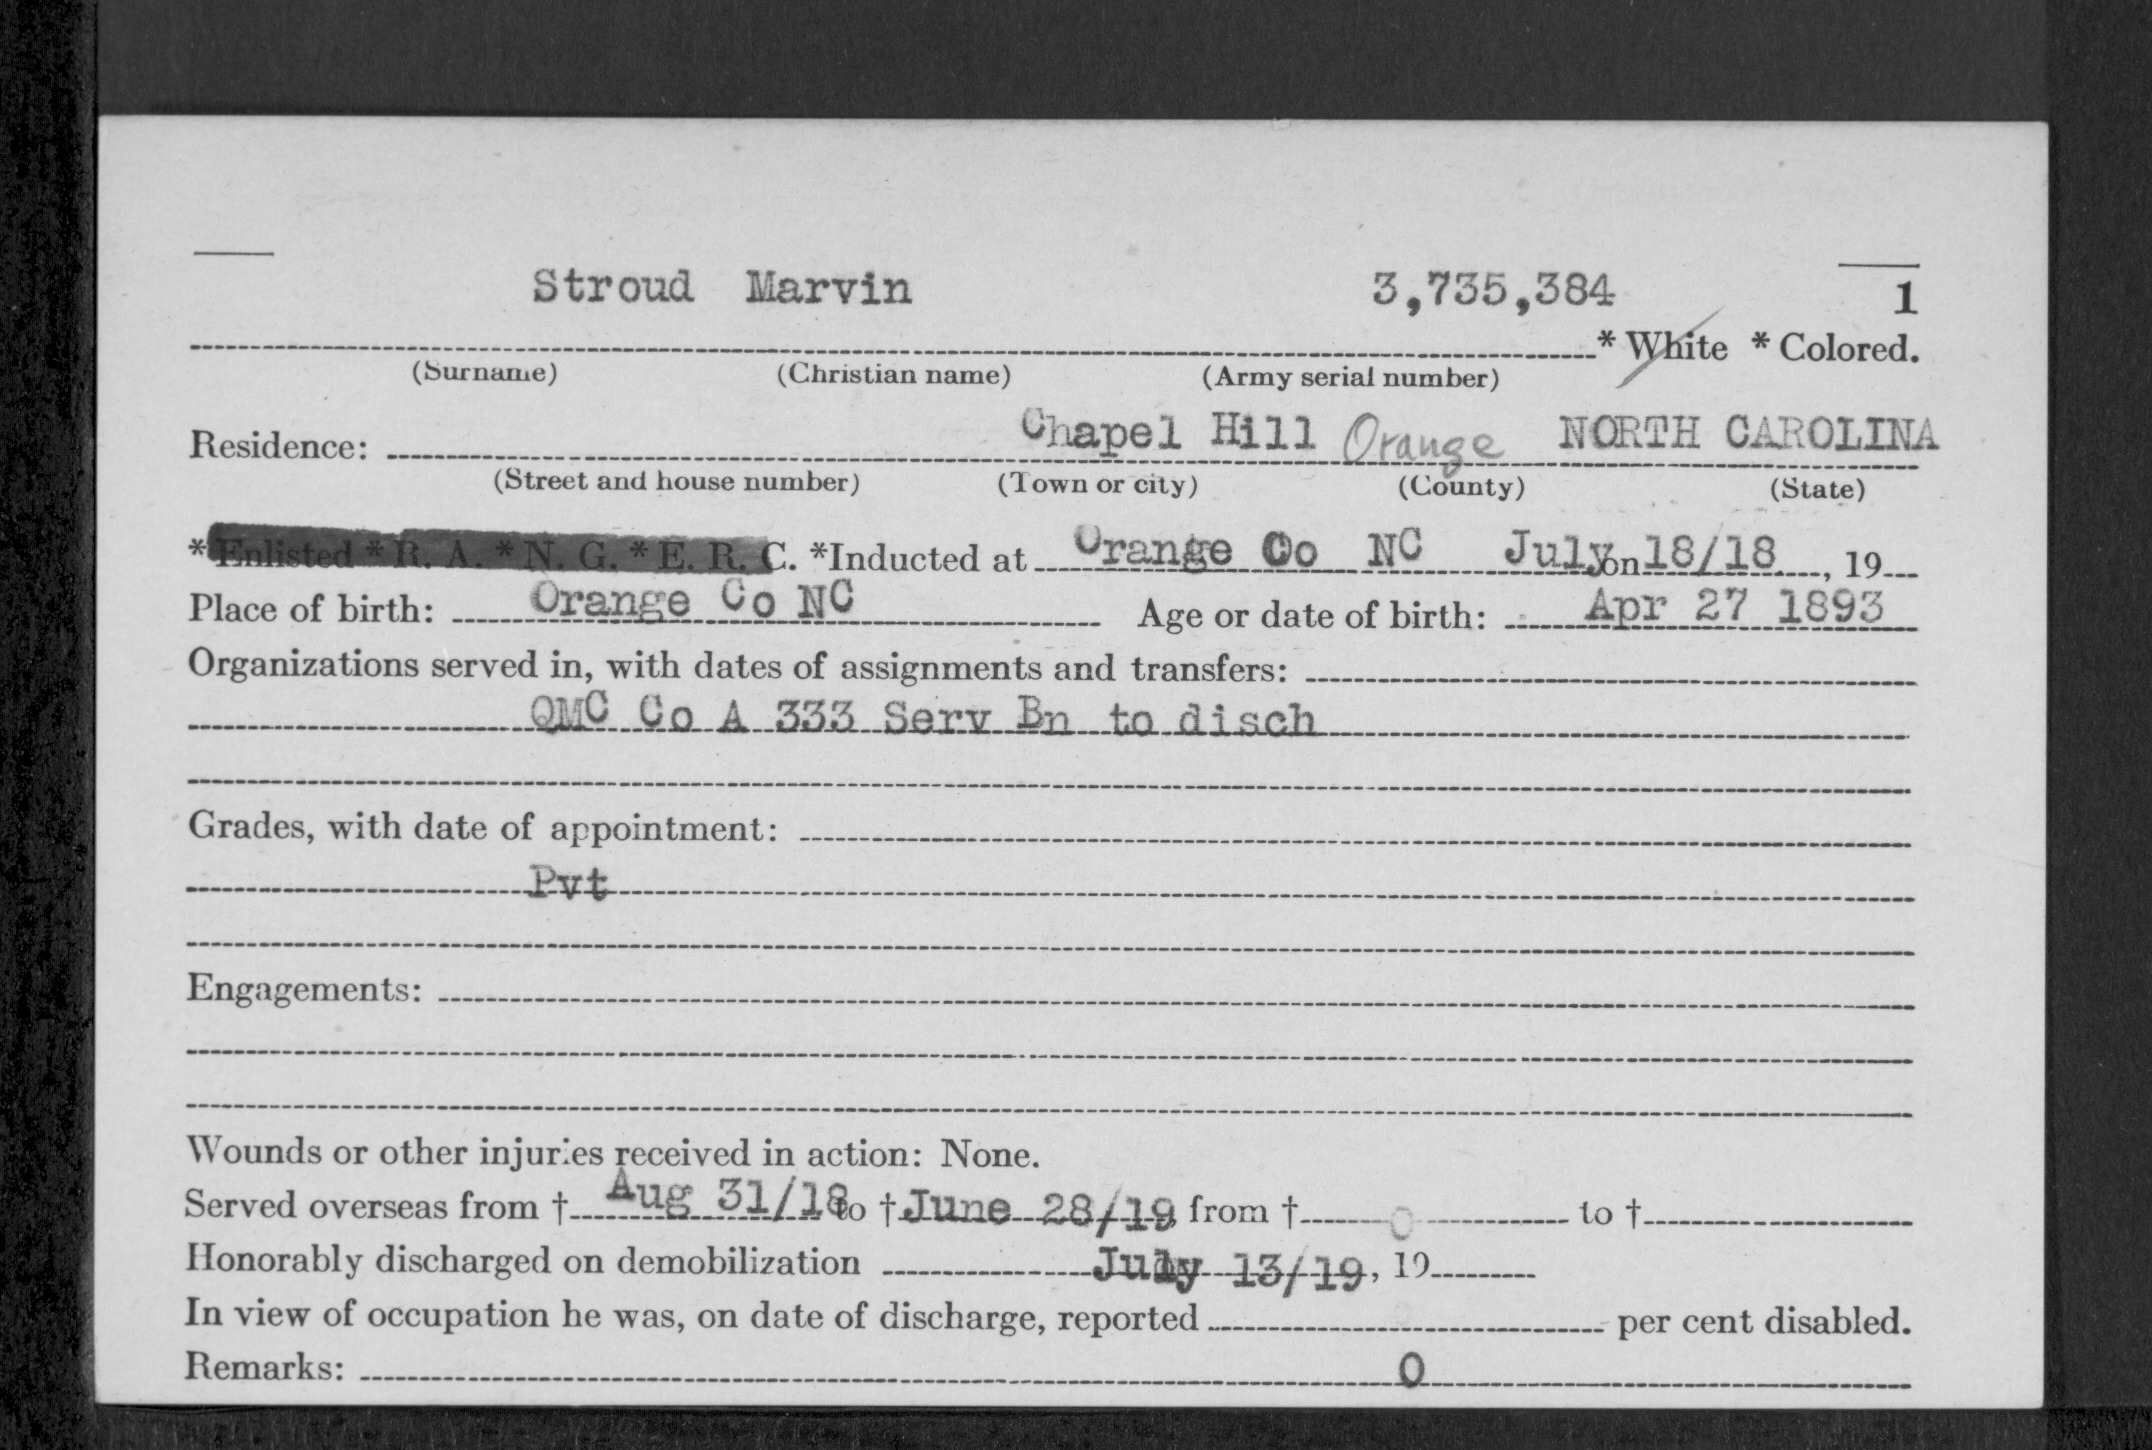 Stroud Marvin 3,735,384 1
* White * Colored.
(Surname) (Christian name) (Army serial number)
Residence: Chapel Hill Orange NORTH CAROLINA
(Street and house number) (Town or city) (County) (State)
*Enlisted *R. A. *N. G. *E. R. C. *Inducted at Orange Co NC July on 18/18, 19
Place of birth: Orange Co NC Age or date of birth: Apr 27 1893
Organizations served in, with dates of assignments and transfers:
QMC Co A 333 Serv Bn to disch
Grades, with date of appointment:
Pvt
Engagements:
Wounds or other injuries received in action: None.
Served overseas from † Aug 31/18 to † June 28/19 from † 0 to †
Honorably discharged on demobilization July 13/19, 19
In view of occupation he was, on date of discharge, reported per cent disabled.
Remarks: 0